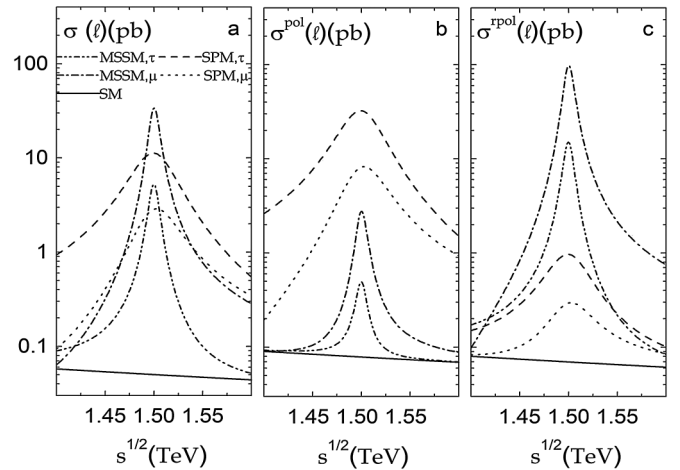 σ (ℓ)(pb) a
σ^pol(ℓ)(pb) b
σ^rpol(ℓ)(pb) c
MSSM,τ SPM,τ
MSSM,μ SPM,μ
SM
100
10
1
0.1
1.45 1.50 1.55
1.45 1.50 1.55
1.45 1.50 1.55
s^1/2(TeV)
s^1/2(TeV)
s^1/2(TeV)